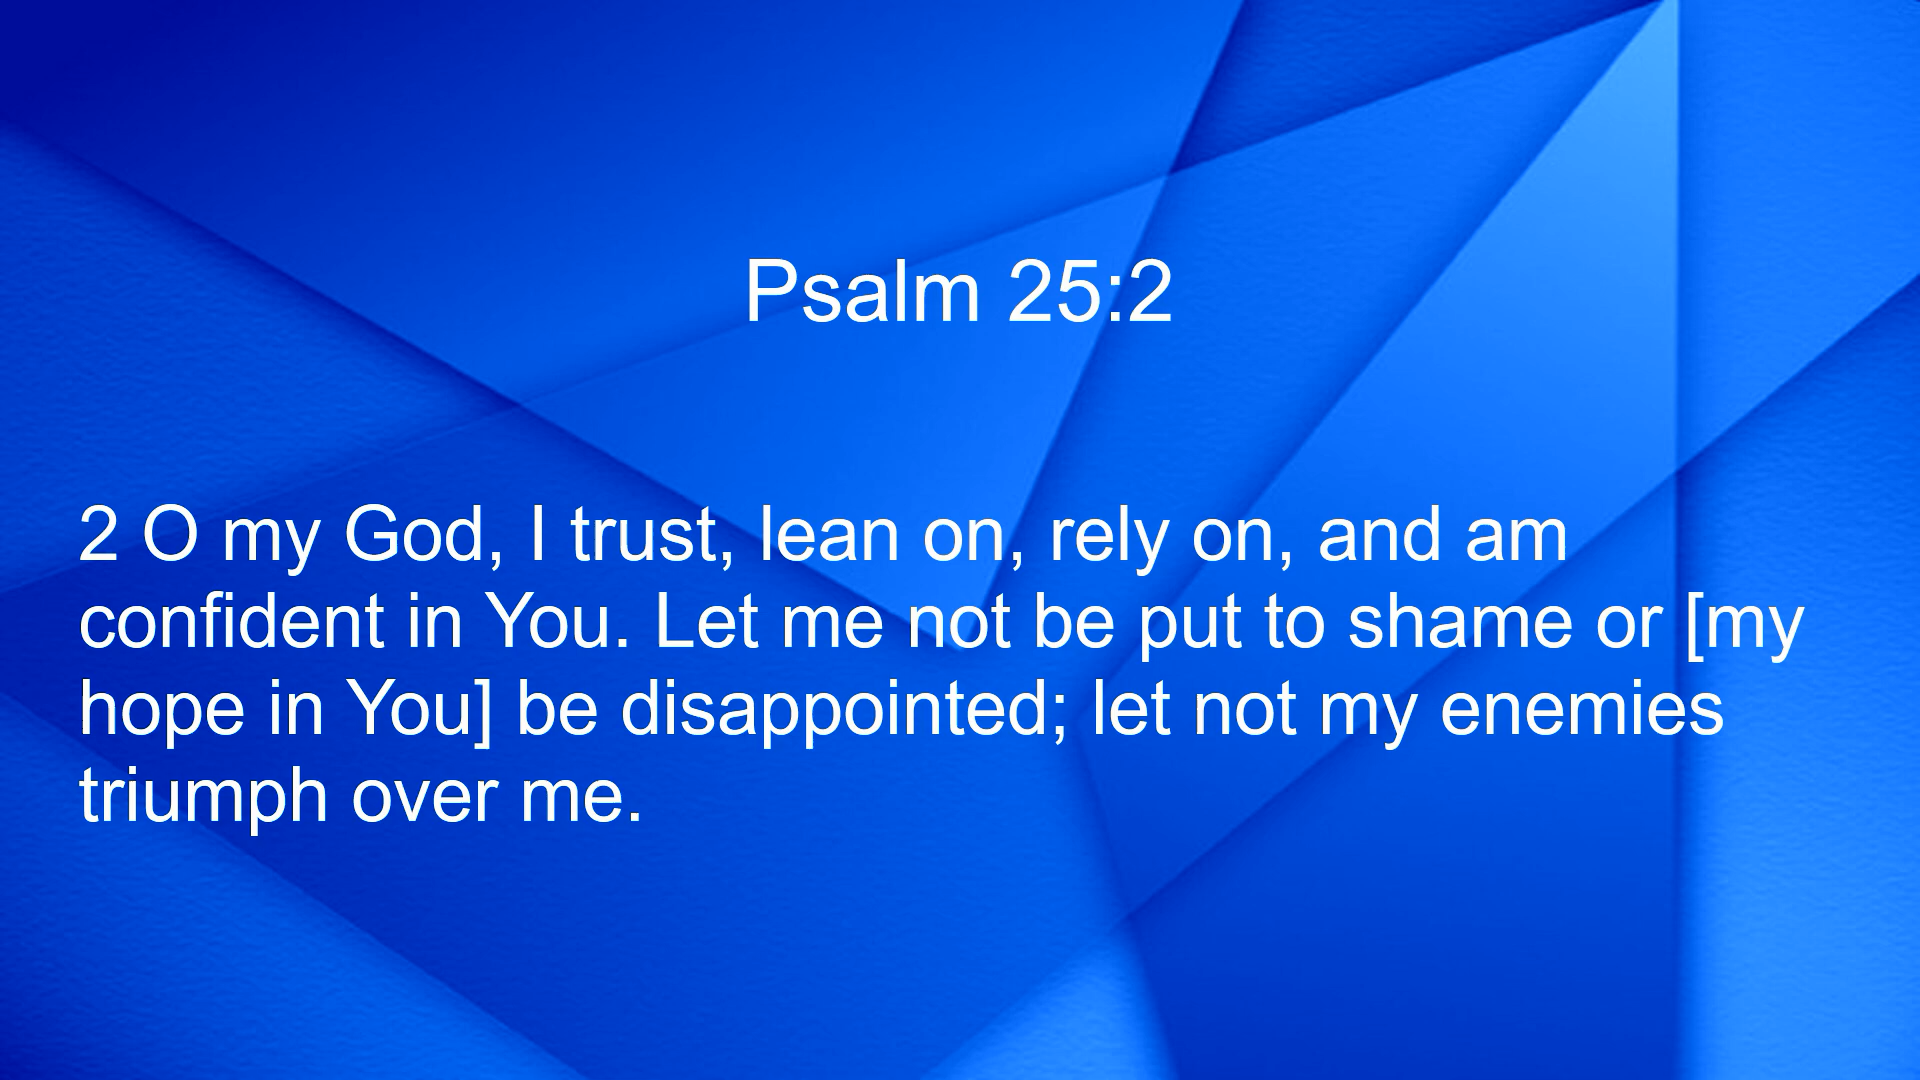 Psalm 25:2
2 O my God, I trust, lean on, rely on, and am
confident in You. Let me not be put to shame or [my
hope in You] be disappointed; let not my enemies
triumph over me.